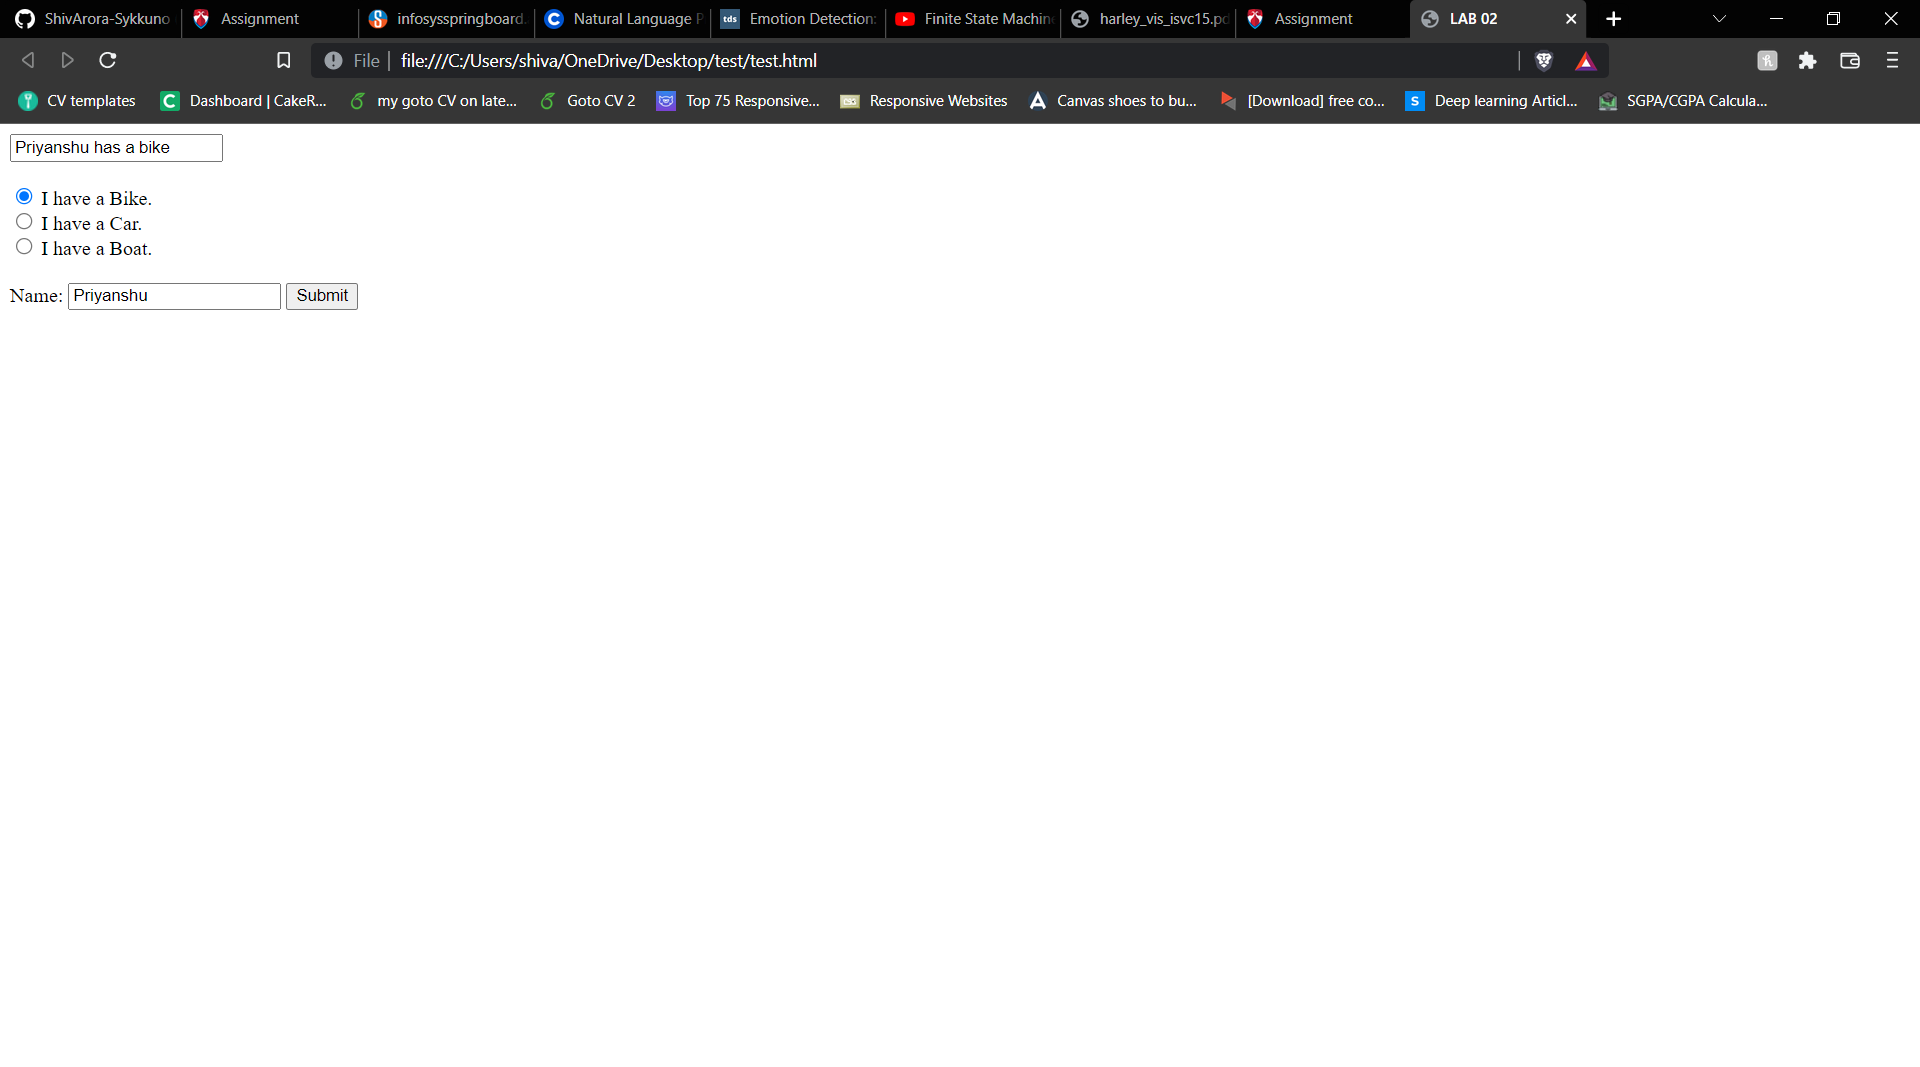 ShivArora-Sykkuno
Assignment
infosysspringboard.
Natural Language P
tds Emotion Detection:
Finite State Machin
harley_vis_isvc15.pd
Assignment
LAB 02
File
file:///C:/Users/shiva/OneDrive/Desktop/test/test.html
CV templates
C Dashboard | CakeR...
my goto CV on late...
Goto CV 2
Top 75 Responsive...
Responsive Websites
Canvas shoes to bu...
[Download] free co...
S Deep learning Articl...
SGPA/CGPA Calcula...
Priyanshu has a bike
I have a Bike.
I have a Car.
I have a Boat.
Name: Priyanshu Submit